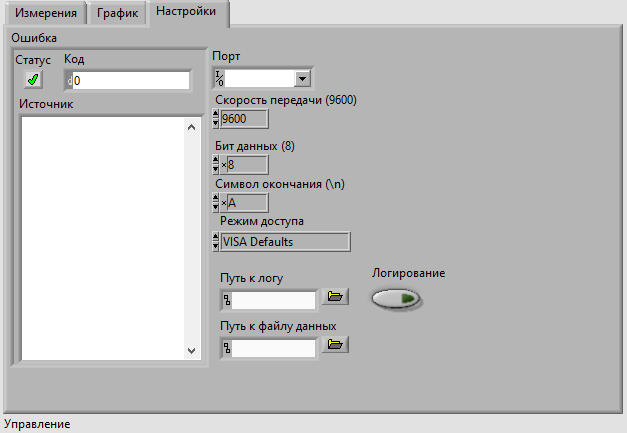 Измерения График Настройки
Ошибка
Статус Код
d 0
Источник
Порт
I/O
Скорость передачи (9600)
9600
Бит данных (8)
×8
Символ окончания (\n)
×A
Режим доступа
VISA Defaults
Путь к логу
Логирование
Путь к файлу данных
Управление